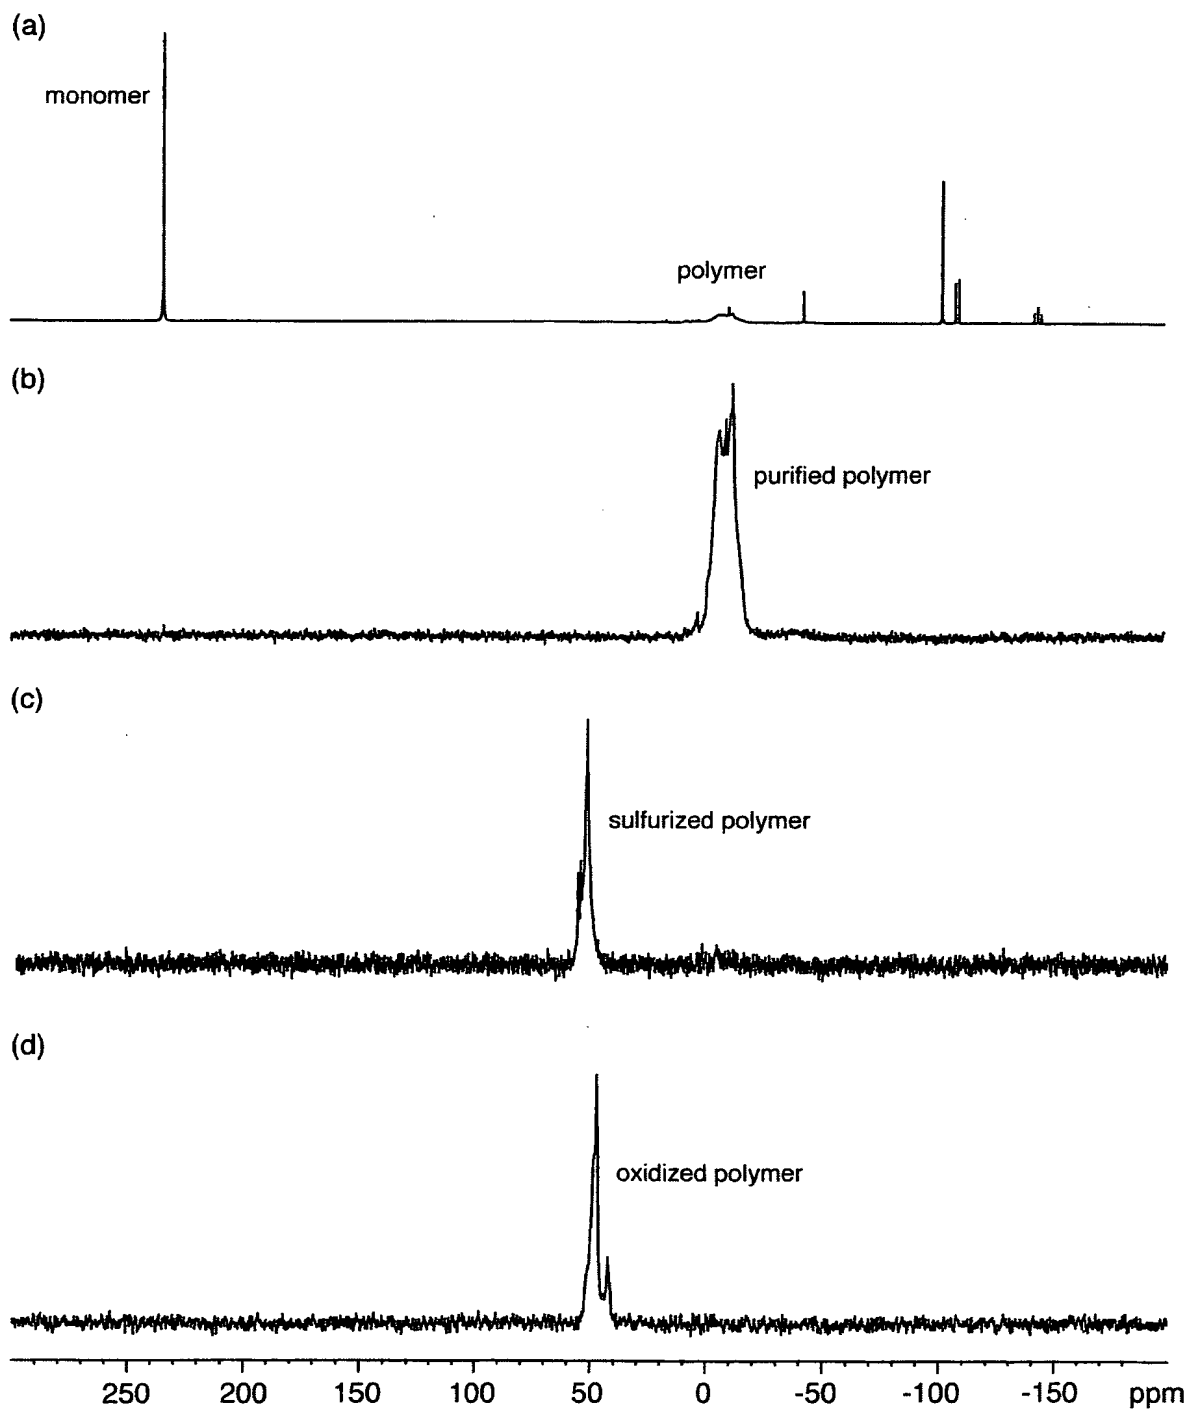 (a)
monomer
polymer
(b)
purified polymer
(c)
sulfurized polymer
(d)
oxidized polymer
250 200 150 100 50 0 -50 -100 -150 ppm